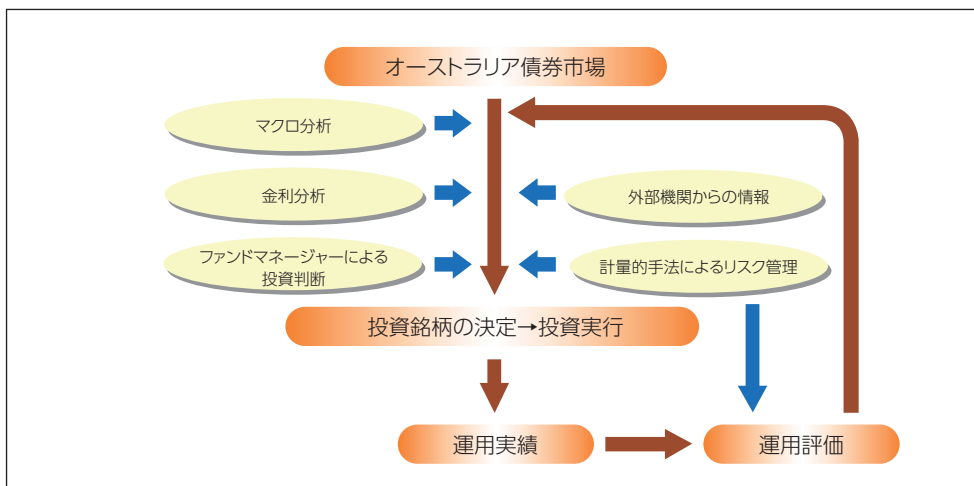 オーストラリア債券市場
マクロ分析
金利分析
外部機関からの情報
ファンドマネージャーによる
投資判断
計量的手法によるリスク管理
投資銘柄の決定→投資実行
運用実績
運用評価